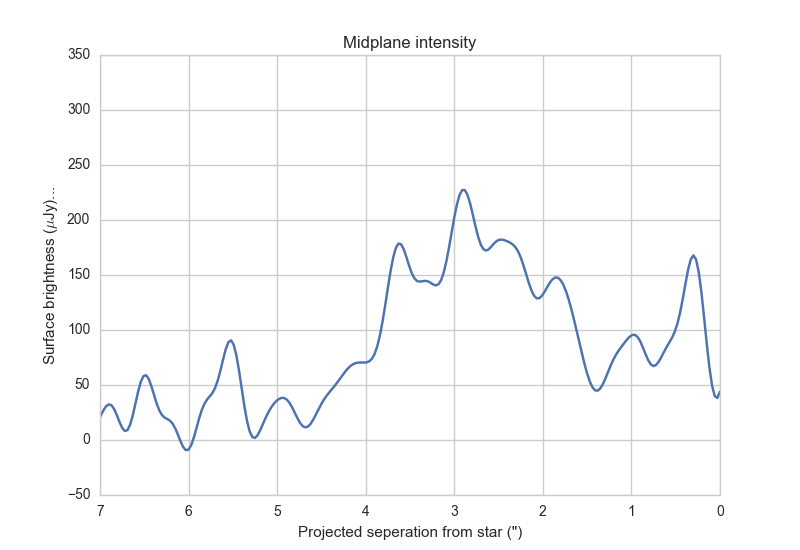 Midplane intensity
350
300
250
200
150
100
50
0
−50
Surface brightness (μJy)...
7 6 5 4 3 2 1 0
Projected seperation from star (")